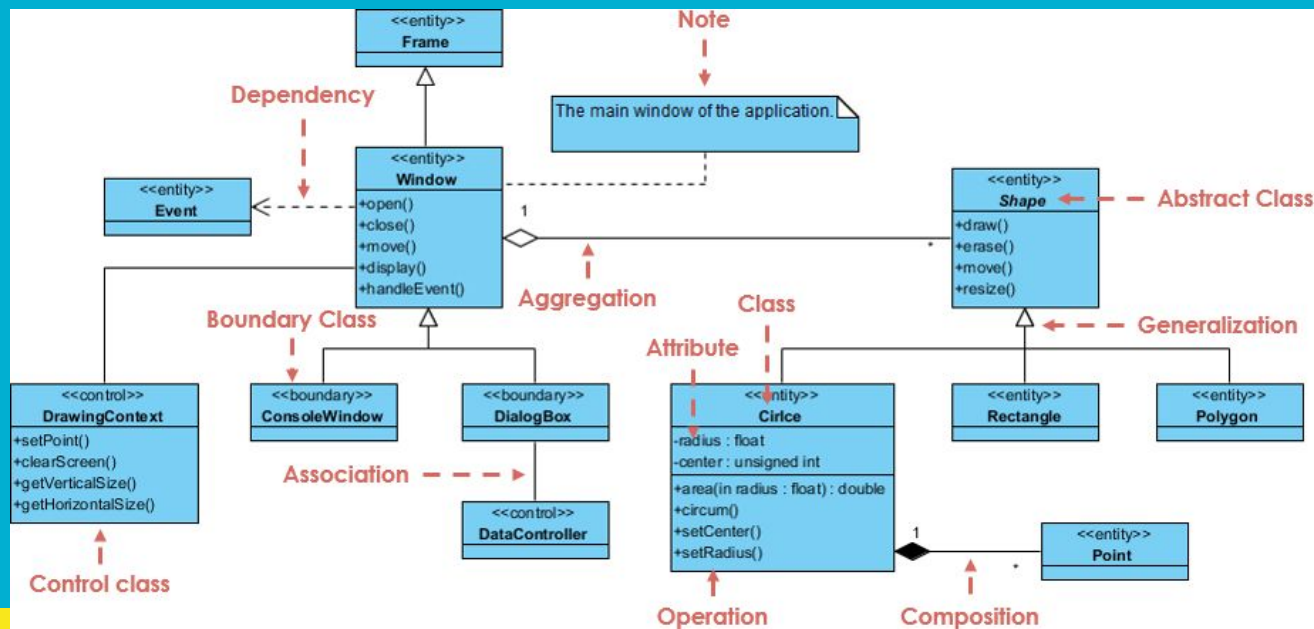 <<entity>>
Frame
Note
Dependency
The main window of the application.
<<entity>>
Window
+open()
+close()
+move()
+display()
+handleEvent()
<<entity>>
Event
1
*
Aggregation
<<entity>>
Shape
+draw()
+erase()
+move()
+resize()
Abstract Class
Boundary Class
Class
Attribute
Generalization
<<control>>
DrawingContext
+setPoint()
+clearScreen()
+getVerticalSize()
+getHorizontalSize()
Control class
<<boundary>>
ConsoleWindow
<<boundary>>
DialogBox
Association
<<control>>
DataController
<<entity>>
Cirlce
-radius : float
-center : unsigned int
+area(in radius : float) : double
+circum()
+setCenter()
+setRadius()
Operation
<<entity>>
Rectangle
<<entity>>
Polygon
1
*
Composition
<<entity>>
Point